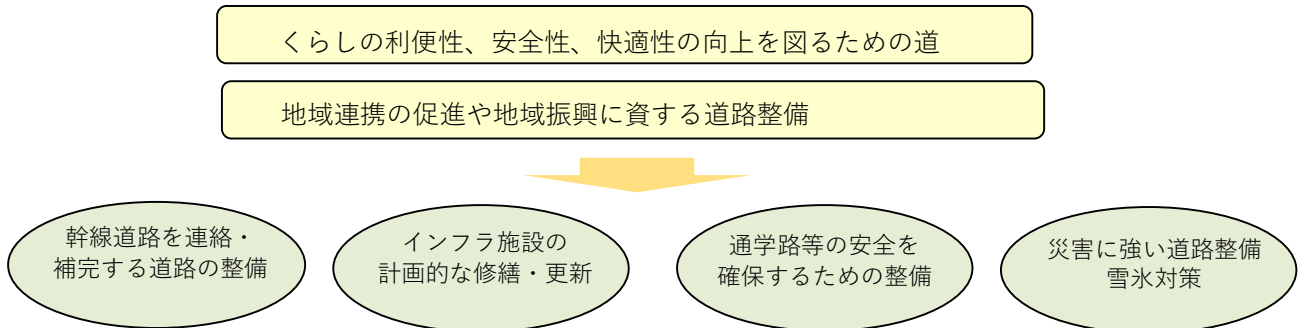 くらしの利便性、安全性、快適性の向上を図るための道
地域連携の促進や地域振興に資する道路整備
幹線道路を連絡・
補完する道路の整備
インフラ施設の
計画的な修繕・更新
通学路等の安全を
確保するための整備
災害に強い道路整備
雪氷対策